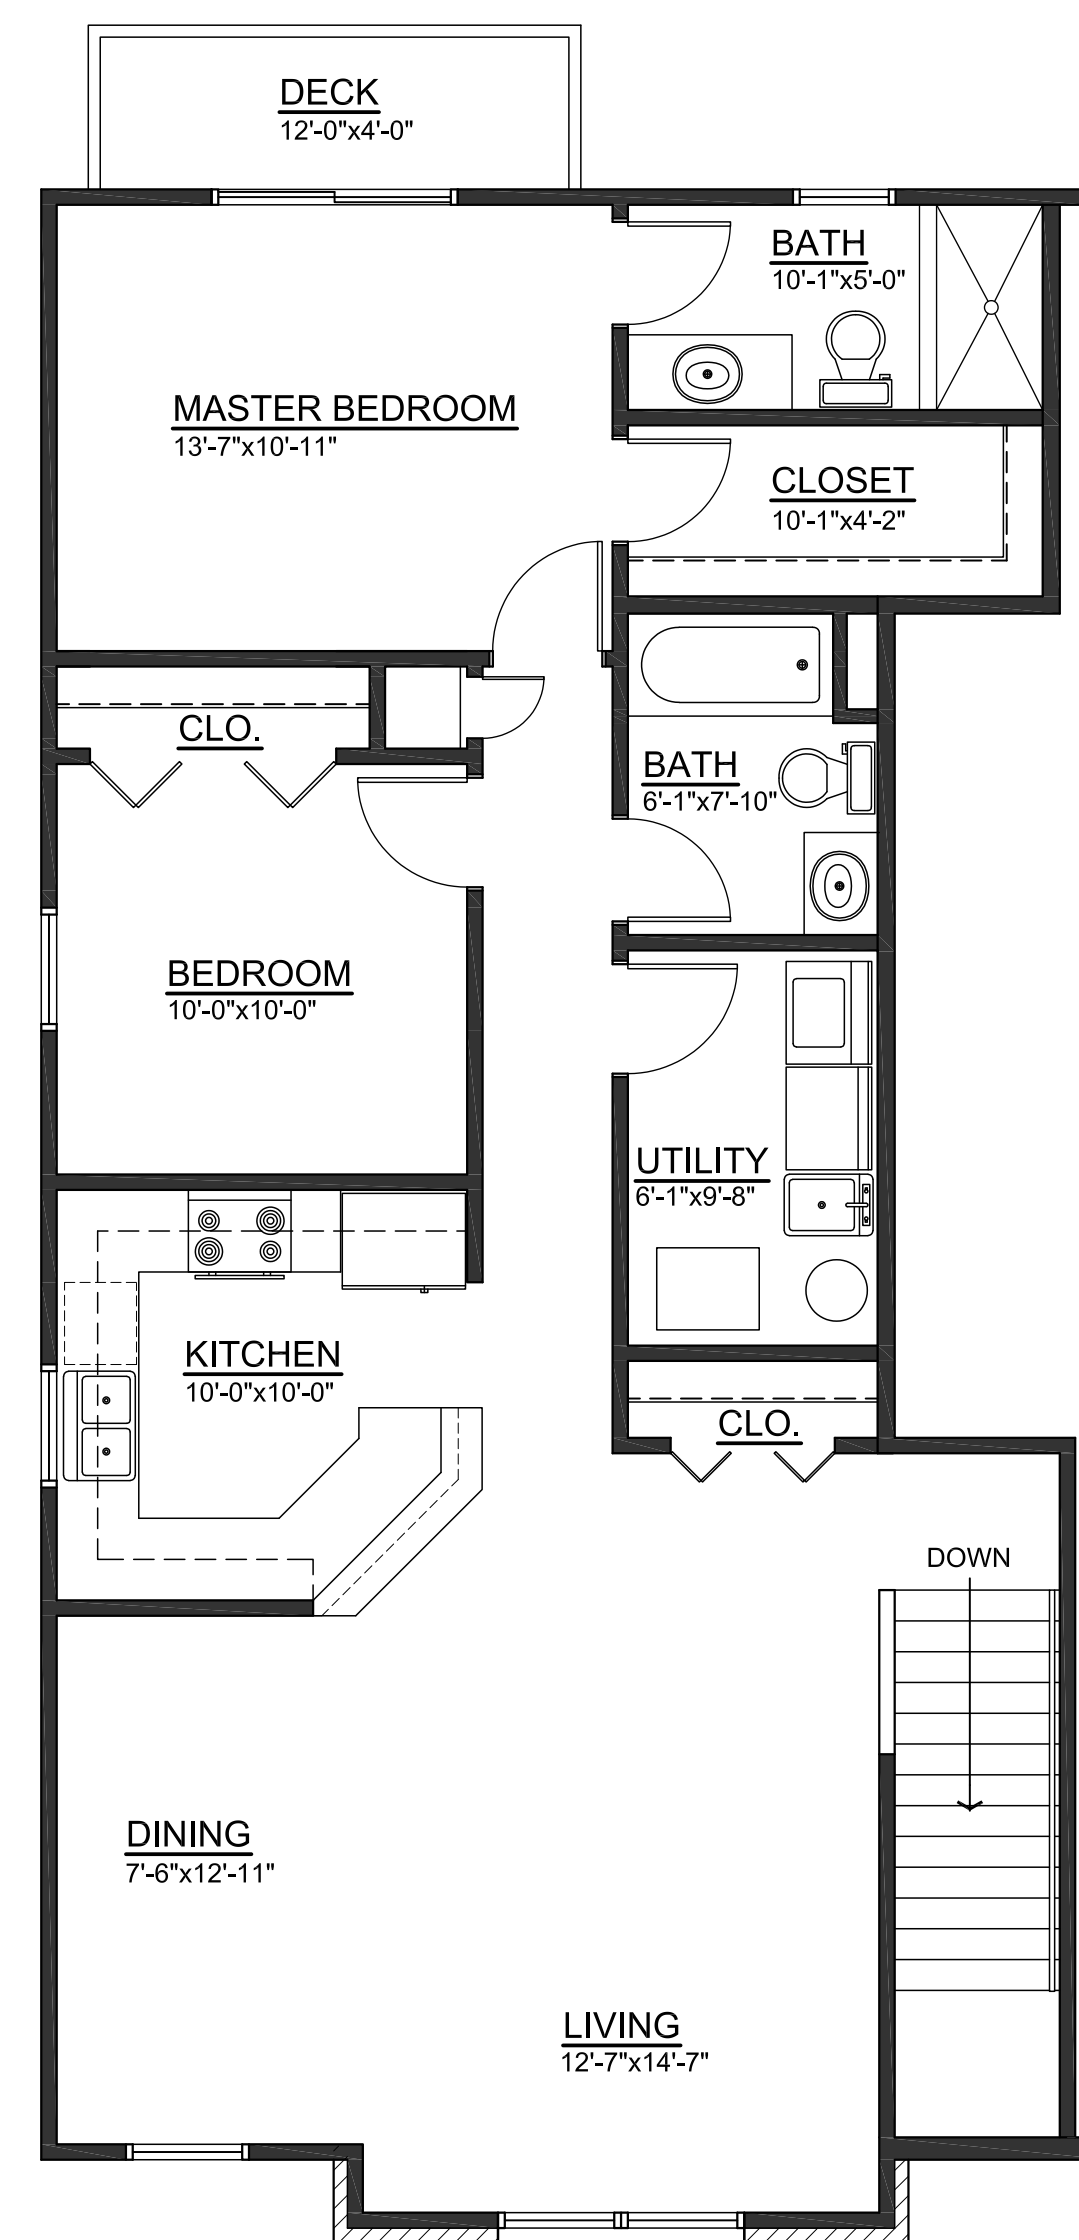 DECK
12'-0"x4'-0"
BATH
10'-1"x5'-0"
MASTER BEDROOM
13'-7"x10'-11"
CLOSET
10'-1"x4'-2"
CLO.
BATH
6'-1"x7'-10"
BEDROOM
10'-0"x10'-0"
UTILITY
6'-1"x9'-8"
KITCHEN
10'-0"x10'-0"
CLO.
DOWN
DINING
7'-6"x12'-11"
LIVING
12'-7"x14'-7"